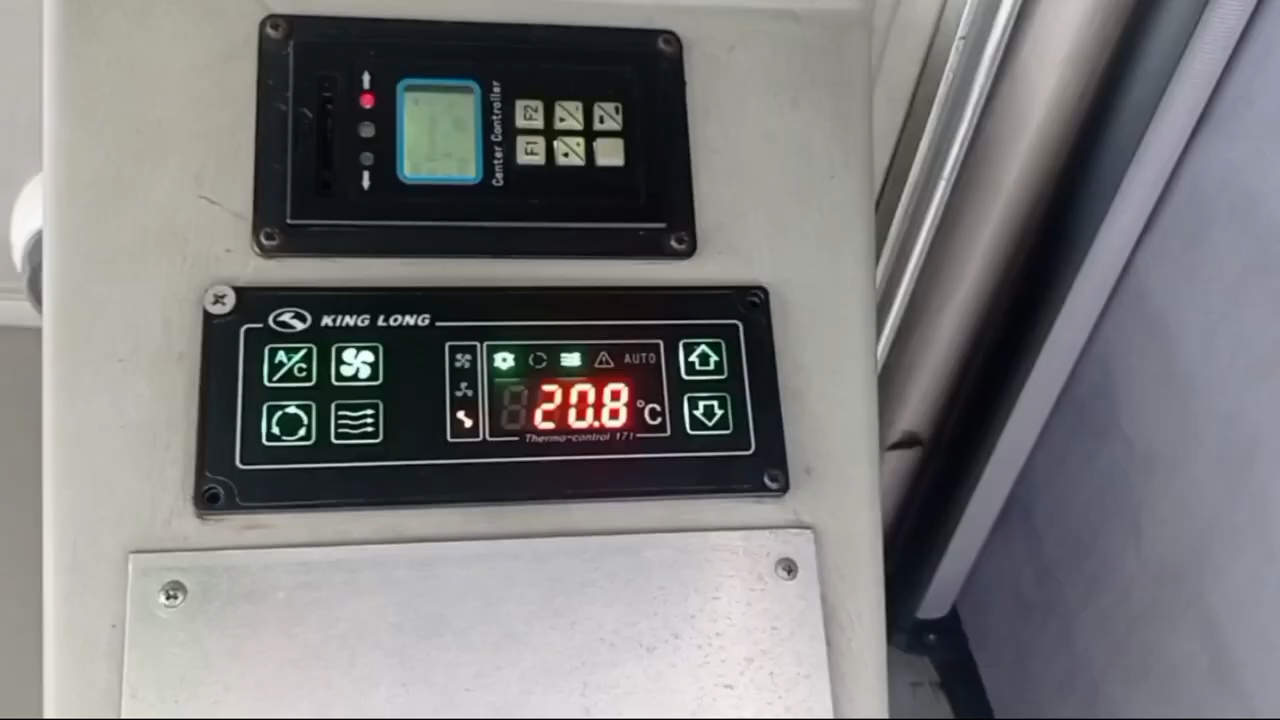 Center Controller
F1 F2
KING LONG
A/C
AUTO
20.8 °C
Thermo-control 171